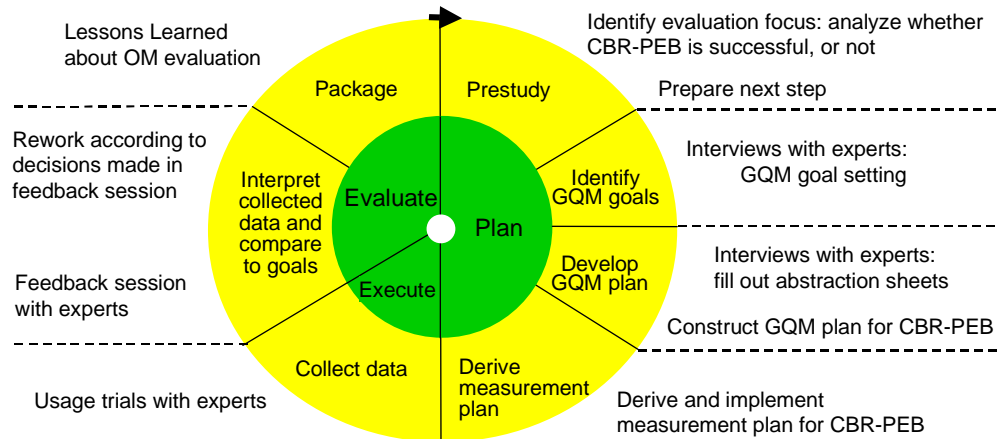 Lessons Learned
about OM evaluation
Identify evaluation focus: analyze whether
CBR-PEB is successful, or not
Package
Prestudy
Prepare next step
Rework according to
decisions made in
feedback session
Interviews with experts:
GQM goal setting
Interpret
collected
data and
compare
to goals
Evaluate
Identify
GQM goals
Plan
Feedback session
with experts
Execute
Develop
GQM plan
Interviews with experts:
fill out abstraction sheets
Construct GQM plan for CBR-PEB
Collect data
Derive
measurement
plan
Usage trials with experts
Derive and implement
measurement plan for CBR-PEB